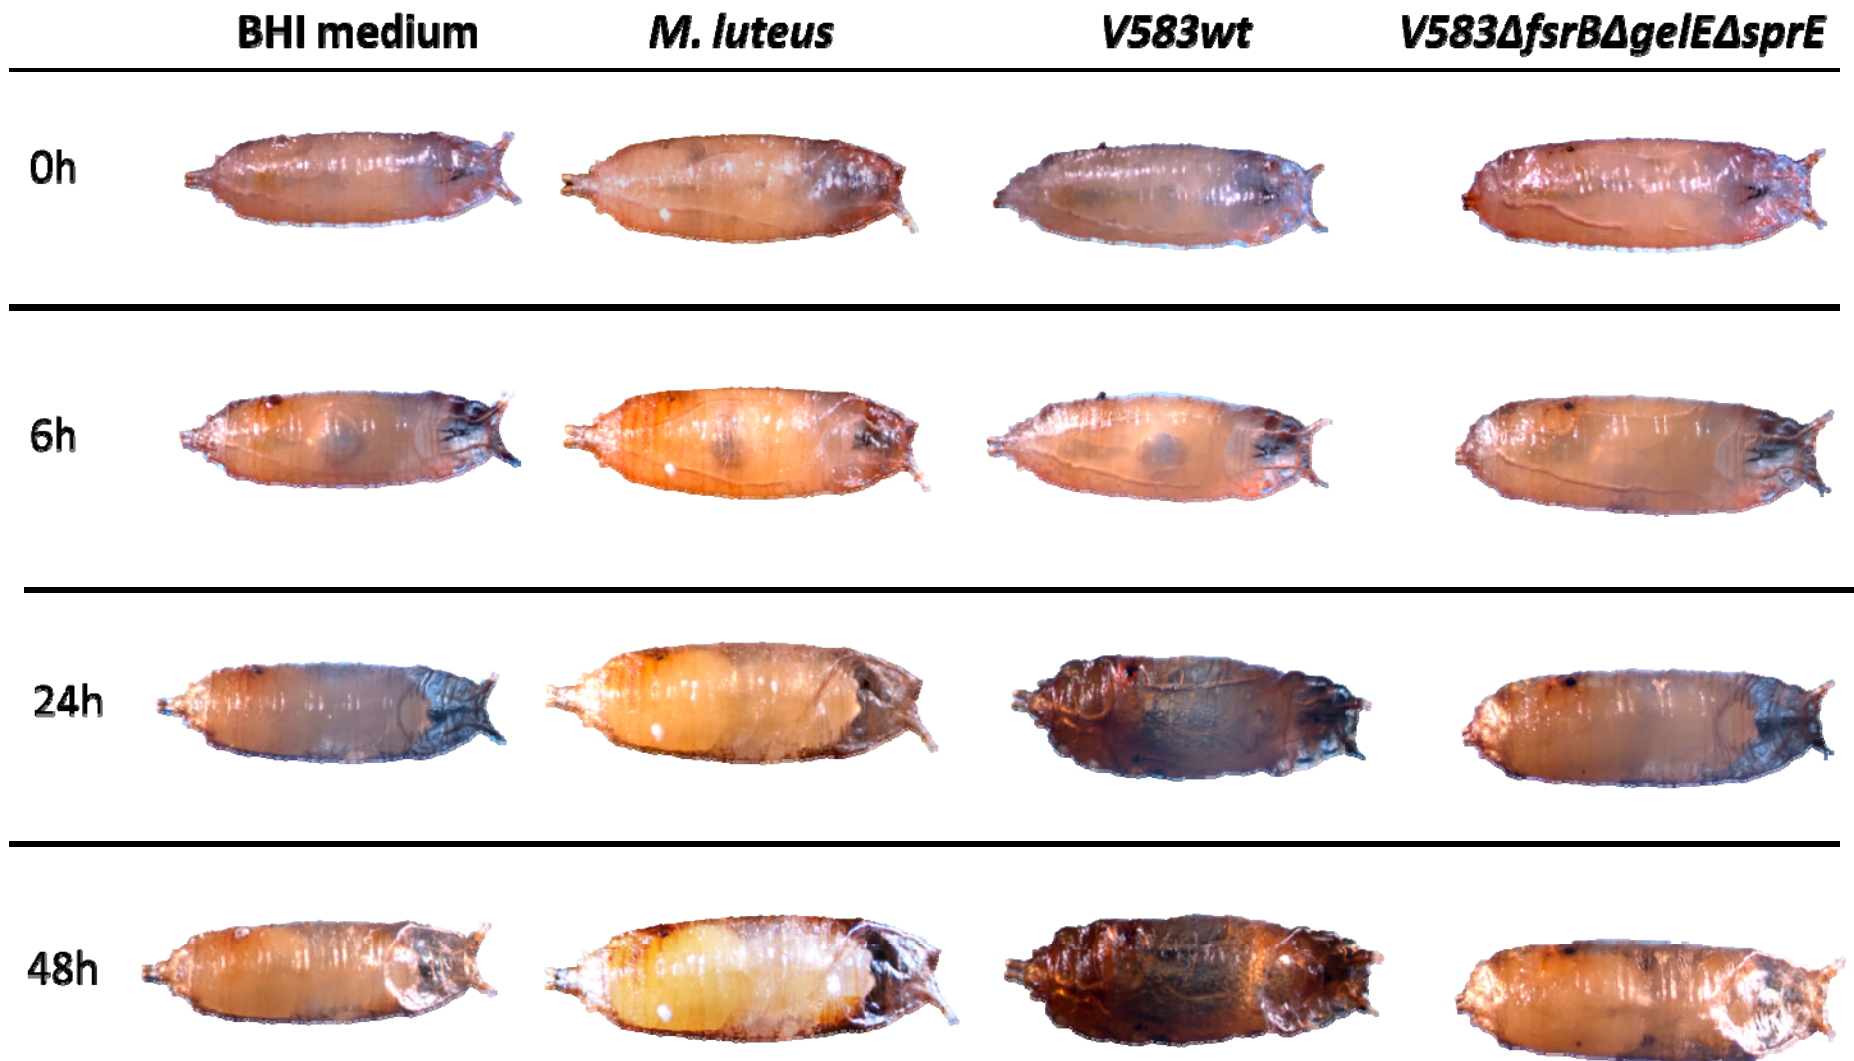 BHI medium M. luteus V583wt V583ΔfsrBΔgelEΔsprE
0h
6h
24h
48h